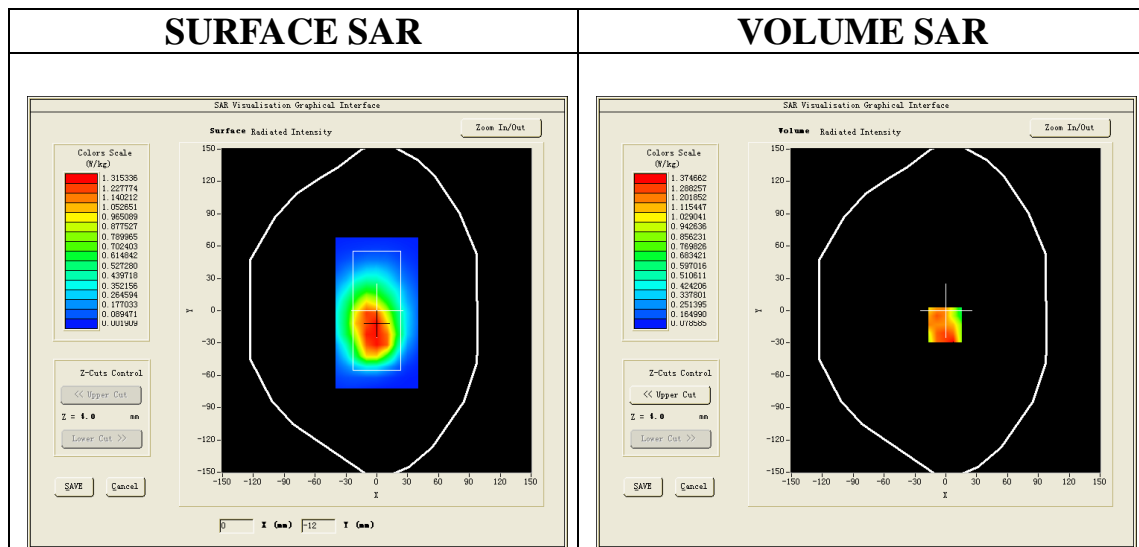 SURFACE SAR
VOLUME SAR
SAR Visualisation Graphical Interface
Surface Radiated Intensity
Zoom In/Out
Colors Scale
(W/kg)
1.315336
1.227774
1.140212
1.052651
0.965089
0.877527
0.789965
0.702403
0.614842
0.527280
0.439718
0.352156
0.264594
0.177033
0.089471
0.001909
150
120
90
60
30
0
-30
-60
-90
-120
-150
Y
-150 -120 -90 -60 -30 0 30 60 90 120 150
X
Z-Cuts Control
<< Upper Cut
Z = 4.0 mm
Lower Cut >>
SAVE Cancel
0 X (mm) -12 Y (mm)
SAR Visualisation Graphical Interface
Volume Radiated Intensity
Zoom In/Out
Colors Scale
(W/kg)
1.374662
1.288257
1.201852
1.115447
1.029041
0.942636
0.856231
0.769826
0.683421
0.597016
0.510611
0.424206
0.337801
0.251395
0.164990
0.078585
150
120
90
60
30
0
-30
-60
-90
-120
-150
Y
-150 -120 -90 -60 -30 0 30 60 90 120 150
X
Z-Cuts Control
<< Upper Cut
Z = 4.0 mm
Lower Cut >>
SAVE Cancel